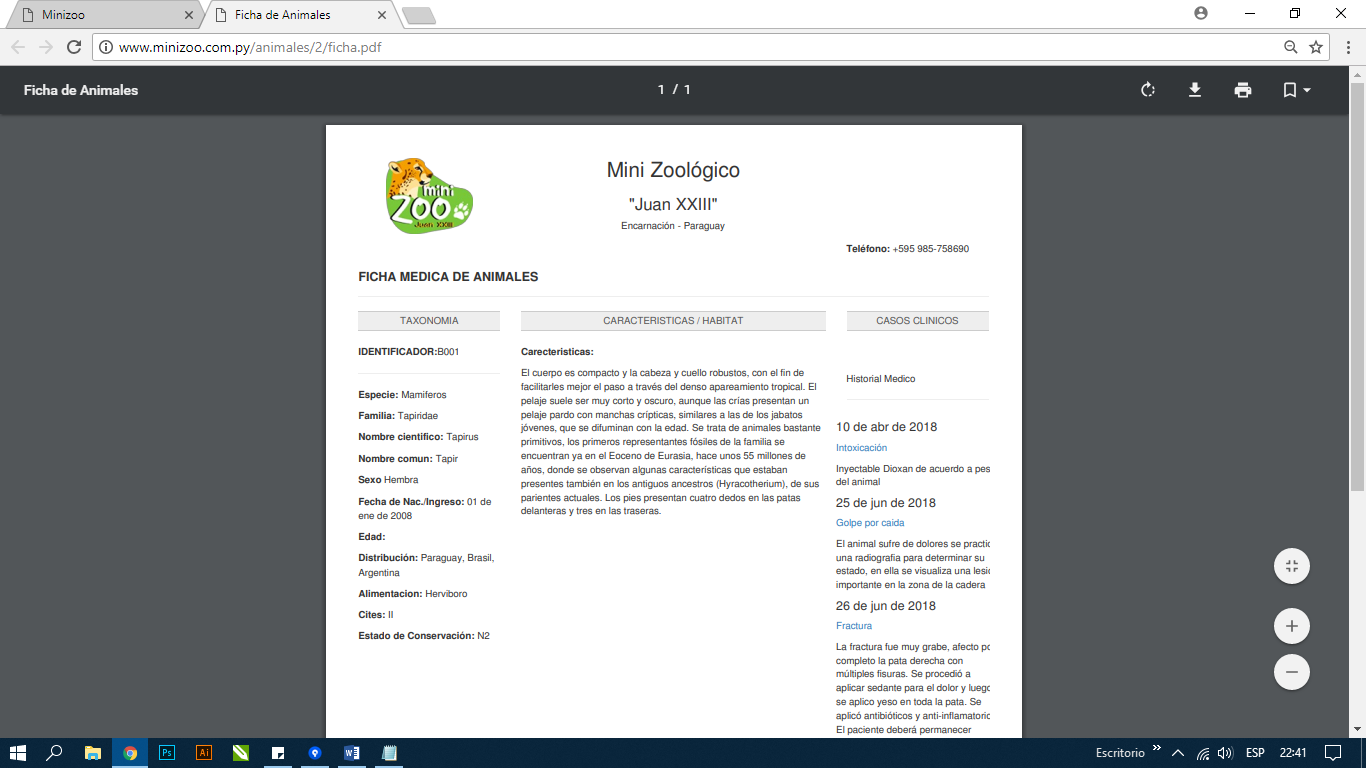 Minizoo
Ficha de Animales
www.minizoo.com.py/animales/2/ficha.pdf
Ficha de Animales
1 / 1
mini
ZOO
Juan XXIII
Mini Zoológico
"Juan XXIII"
Encarnación - Paraguay
Teléfono: +595 985-758690
FICHA MEDICA DE ANIMALES
TAXONOMIA
IDENTIFICADOR:B001
Especie: Mamiferos
Familia: Tapiridae
Nombre cientifico: Tapirus
Nombre comun: Tapir
Sexo Hembra
Fecha de Nac./Ingreso: 01 de
ene de 2008
Edad:
Distribución: Paraguay, Brasil,
Argentina
Alimentacion: Herviboro
Cites: II
Estado de Conservación: N2
CARACTERISTICAS / HABITAT
Carecteristicas:
El cuerpo es compacto y la cabeza y cuello robustos, con el fin de
facilitarles mejor el paso a través del denso apareamiento tropical. El
pelaje suele ser muy corto y oscuro, aunque las crías presentan un
pelaje pardo con manchas crípticas, similares a las de los jabatos
jóvenes, que se difuminan con la edad. Se trata de animales bastante
primitivos, los primeros representantes fósiles de la familia se
encuentran ya en el Eoceno de Eurasia, hace unos 55 millones de
años, donde se observan algunas características que estaban
presentes también en los antiguos ancestros (Hyracotherium), de sus
parientes actuales. Los pies presentan cuatro dedos en las patas
delanteras y tres en las traseras.
CASOS CLINICOS
Historial Medico
10 de abr de 2018
Intoxicación
Inyectable Dioxan de acuerdo a pes
del animal
25 de jun de 2018
Golpe por caida
El animal sufre de dolores se practic
una radiografia para determinar su
estado, en ella se visualiza una lesic
importante en la zona de la cadera
26 de jun de 2018
Fractura
La fractura fue muy grabe, afecto po
completo la pata derecha con
múltiples fisuras. Se procedió a
aplicar sedante para el dolor y luego
se aplico yeso en toda la pata. Se
aplicó antibióticos y anti-inflamatoric
El paciente deberá permanecer
Ps
Ai
Escritorio
ESP
22:41